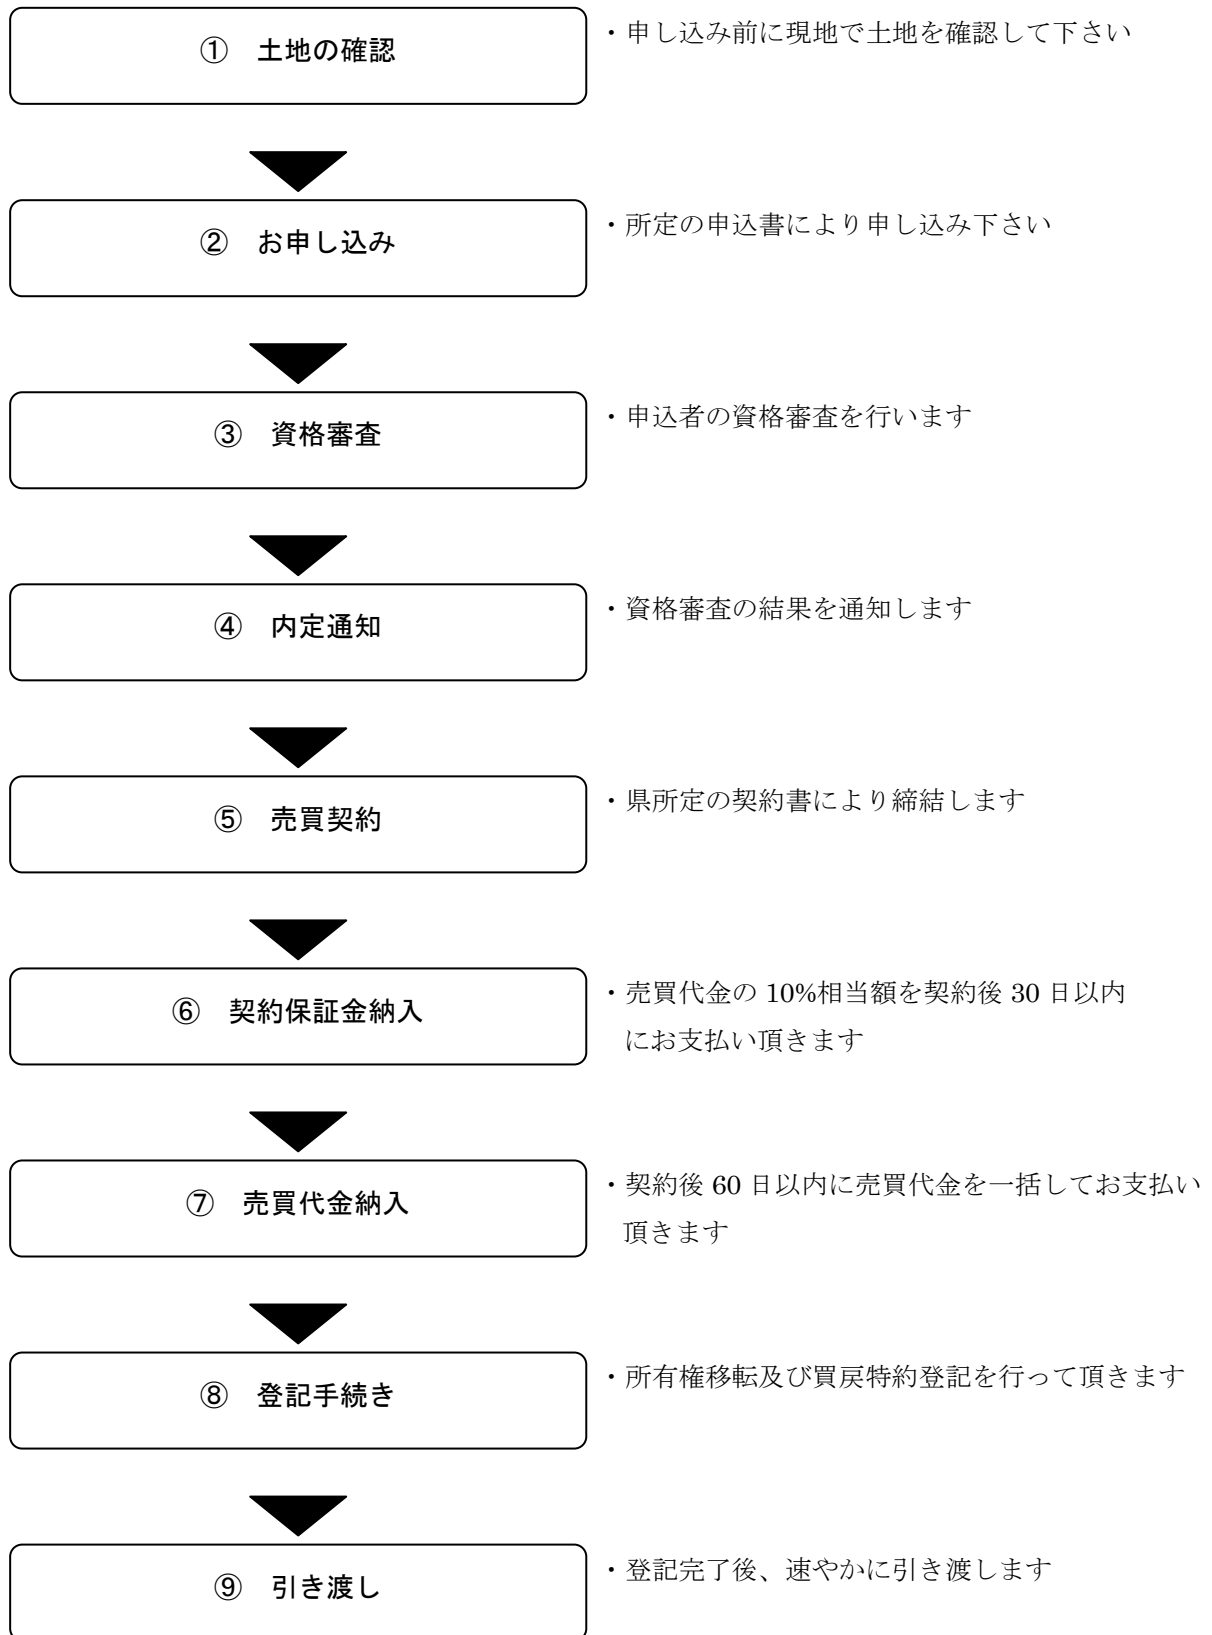 ① 土地の確認
・申し込み前に現地で土地を確認して下さい
② お申し込み
・所定の申込書により申し込み下さい
③ 資格審査
・申込者の資格審査を行います
④ 内定通知
・資格審査の結果を通知します
⑤ 売買契約
・県所定の契約書により締結します
⑥ 契約保証金納入
・売買代金の 10%相当額を契約後 30 日以内
にお支払い頂きます
⑦ 売買代金納入
・契約後 60 日以内に売買代金を一括してお支払い
頂きます
⑧ 登記手続き
・所有権移転及び買戻特約登記を行って頂きます
⑨ 引き渡し
・登記完了後、速やかに引き渡します